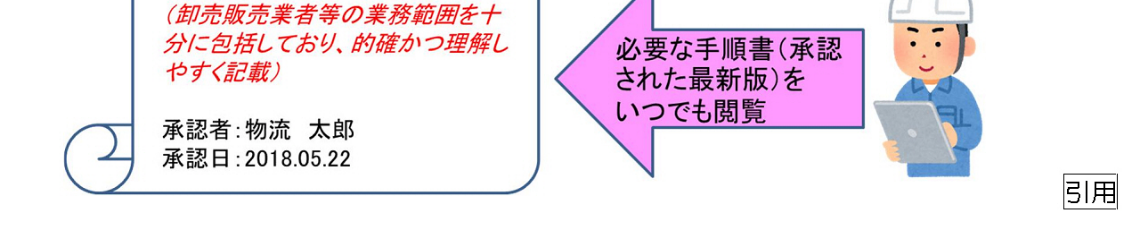 (卸売販売業者等の業務範囲を十
分に包括しており、的確かつ理解し
やすく記載)
承認者:物流　太郎
承認日:2018.05.22
必要な手順書(承認
された最新版)を
いつでも閲覧
引用